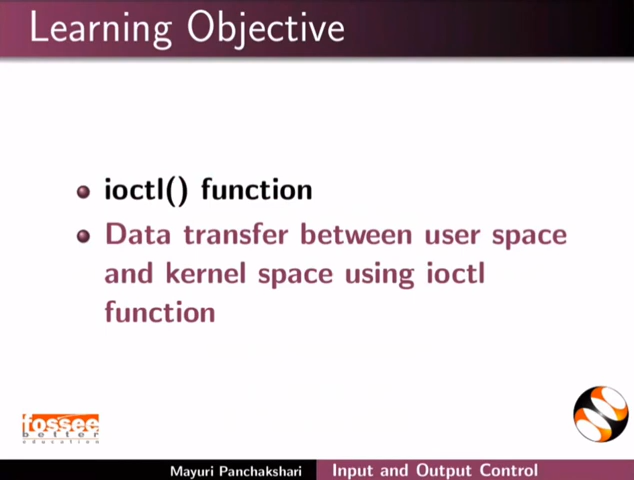 Learning Objective
ioctl() function
Data transfer between user space
and kernel space using ioctl
function
fossee
better
education
Mayuri Panchakshari Input and Output Control